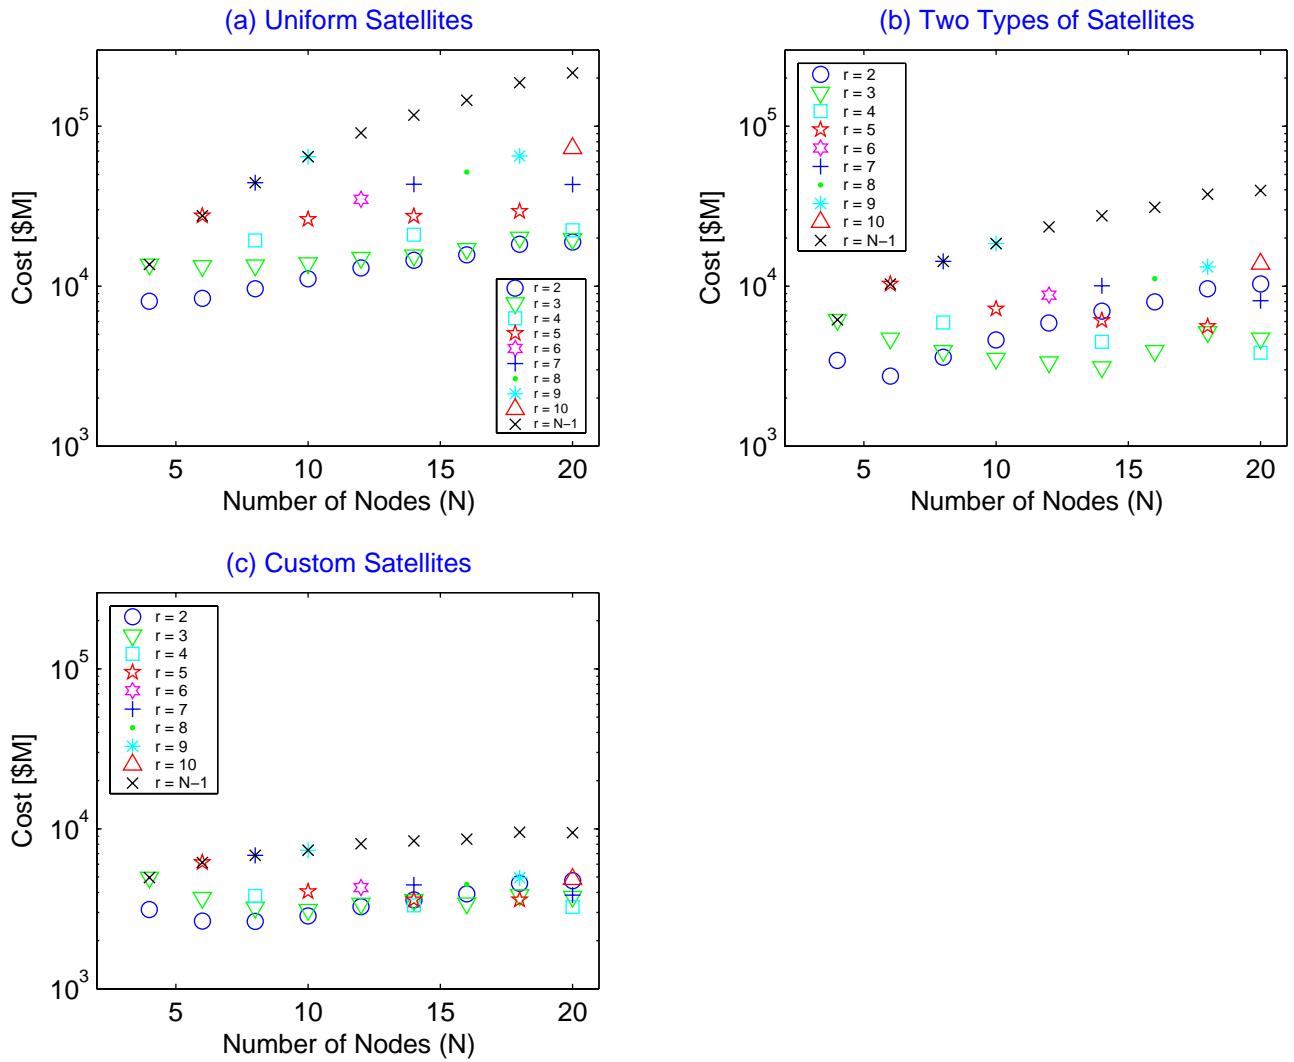 (a) Uniform Satellites
10^5
10^4
10^3
Cost [$M]
r = 2
r = 3
r = 4
r = 5
r = 6
r = 7
r = 8
r = 9
r = 10
r = N−1
5 10 15 20
Number of Nodes (N)
(b) Two Types of Satellites
10^5
10^4
10^3
Cost [$M]
r = 2
r = 3
r = 4
r = 5
r = 6
r = 7
r = 8
r = 9
r = 10
r = N−1
5 10 15 20
Number of Nodes (N)
(c) Custom Satellites
10^5
10^4
10^3
Cost [$M]
r = 2
r = 3
r = 4
r = 5
r = 6
r = 7
r = 8
r = 9
r = 10
r = N−1
5 10 15 20
Number of Nodes (N)